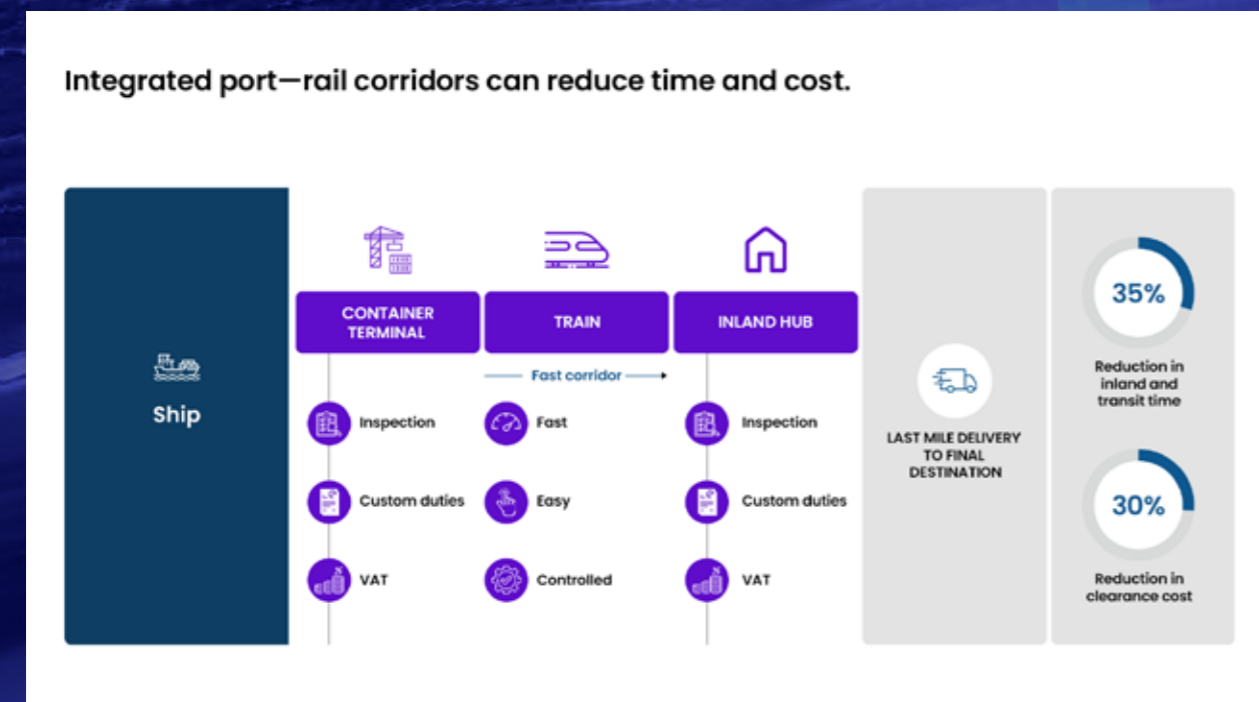 Integrated port—rail corridors can reduce time and cost.
Ship
CONTAINER
TERMINAL
Inspection
Custom duties
VAT
TRAIN
Fast corridor
Fast
Easy
Controlled
INLAND HUB
Inspection
Custom duties
VAT
LAST MILE DELIVERY
TO FINAL
DESTINATION
35%
Reduction in
inland and
transit time
30%
Reduction in
clearance cost